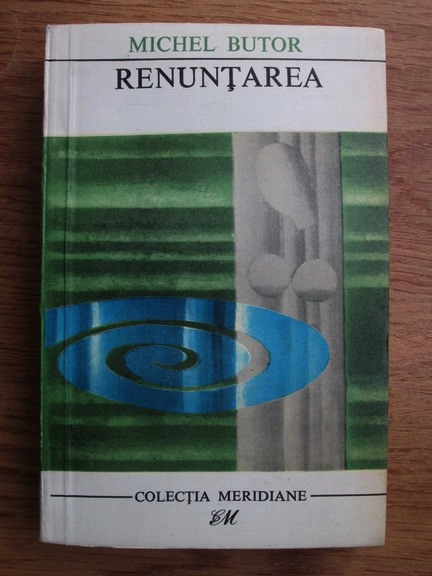 MICHEL BUTOR
RENUNŢAREA
COLECŢIA MERIDIANE
CM